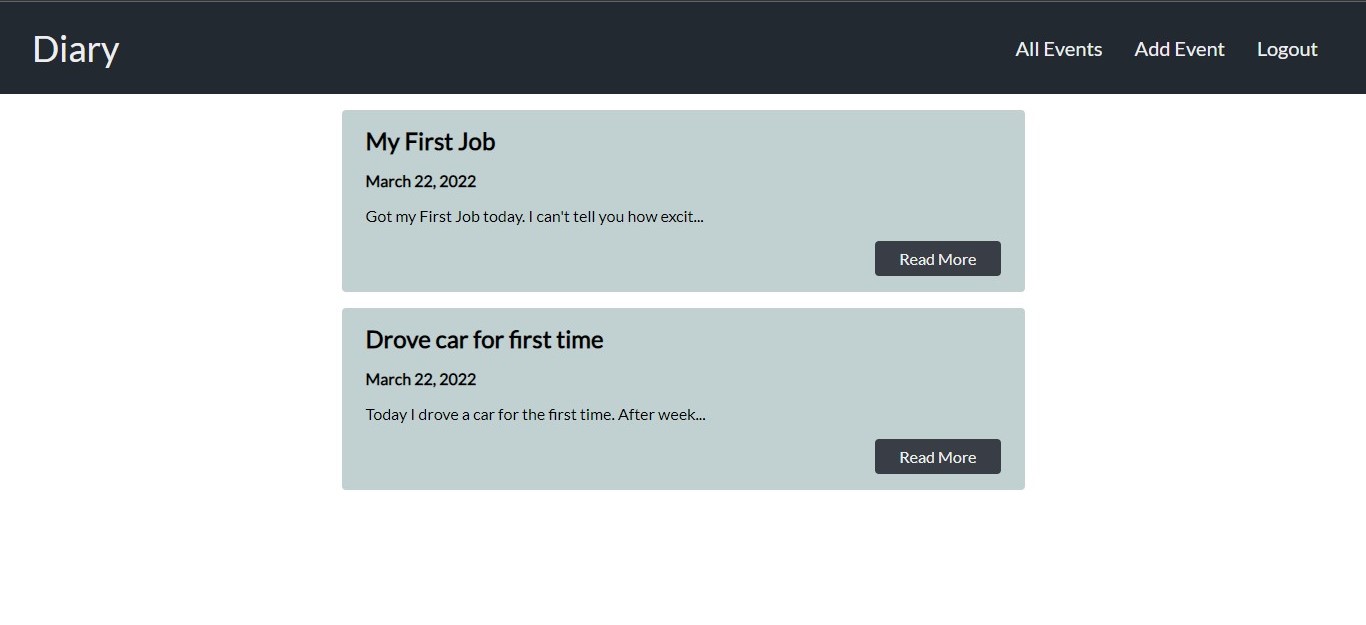 Diary
All Events
Add Event
Logout
My First Job
March 22, 2022
Got my First Job today. I can't tell you how excit...
Read More
Drove car for first time
March 22, 2022
Today I drove a car for the first time. After week...
Read More